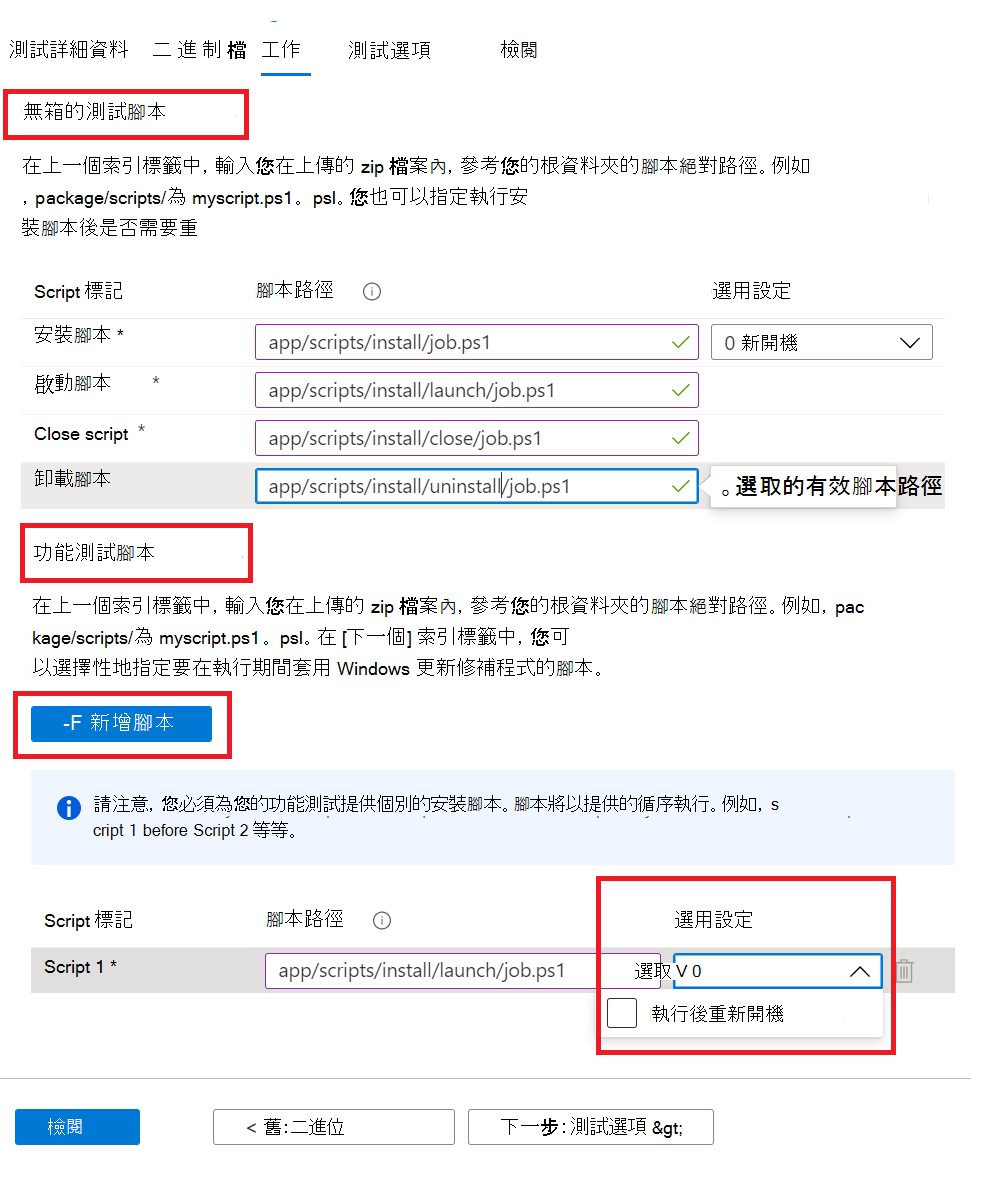 測試詳細資料 二進制檔 工作 測試選項 檢閱
無箱的測試腳本
在上一個索引標籤中, 輸入您在上傳的 zip 檔案內, 參考您的根資料夾的腳本絕對路徑。例如
, package/scripts/為 myscript.ps1。psl。您也可以指定執行安
裝腳本後是否需要重
Script 標記 腳本路徑 選用設定
安裝腳本 * app/scripts/install/job.ps1 0 新開機
啟動腳本 * app/scripts/install/launch/job.ps1
Close script * app/scripts/install/close/job.ps1
卸載腳本 app/scripts/install/uninstall/job.ps1 。選取的有效腳本路徑
功能測試腳本
在上一個索引標籤中, 輸入您在上傳的 zip 檔案內, 參考您的根資料夾的腳本絕對路徑。例如, pac
kage/scripts/為 myscript.ps1。psl。在 [下一個] 索引標籤中, 您可
以選擇性地指定要在執行期間套用 Windows 更新修補程式的腳本。
-F 新增腳本
請注意, 您必須為您的功能測試提供個別的安裝腳本。腳本將以提供的循序執行。例如, s
cript 1 before Script 2 等等。
Script 標記 腳本路徑 選用設定
Script 1 * app/scripts/install/launch/job.ps1 選取 V 0
執行後重新開機
檢閱 < 舊:二進位 下一步:測試選項 &gt;